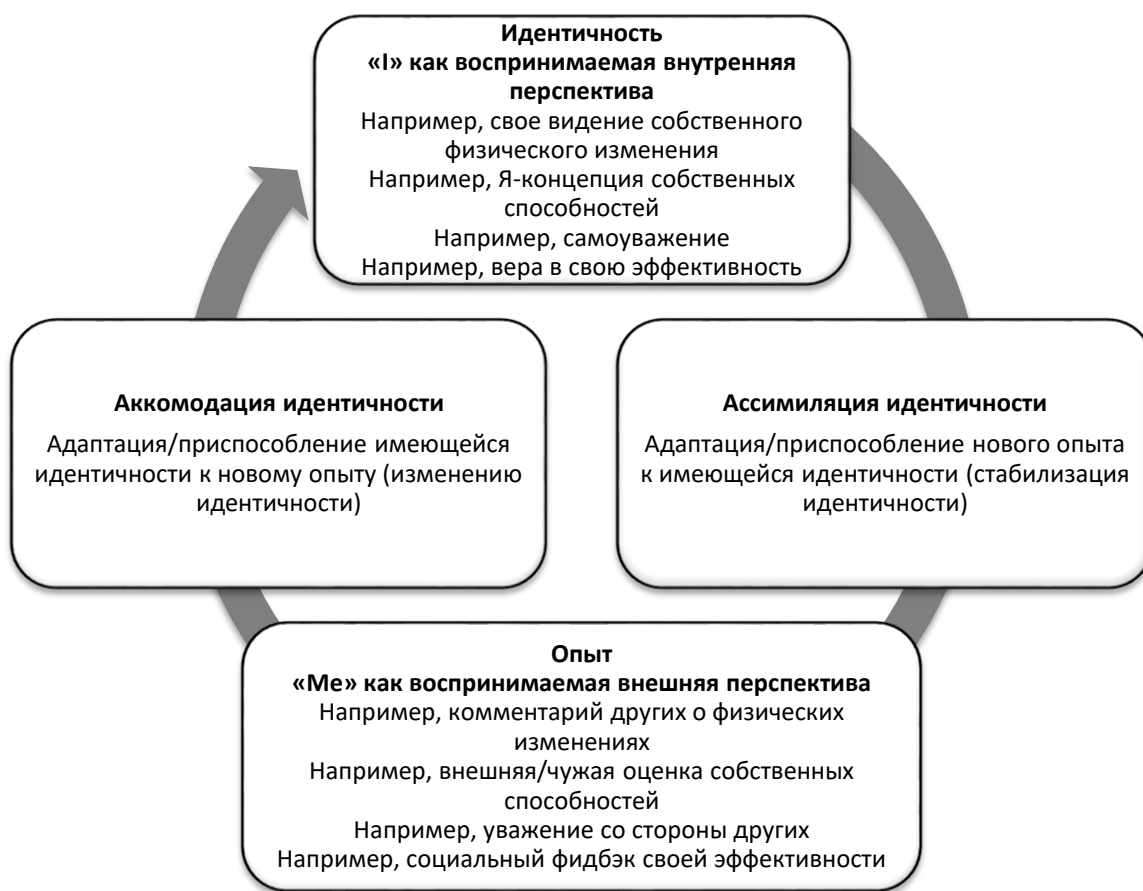 Идентичность
«I» как воспринимаемая внутренняя
перспектива
Например, свое видение собственного
физического изменения
Например, Я-концепция собственных
способностей
Например, самоуважение
Например, вера в свою эффективность
Аккомодация идентичности
Адаптация/приспособление имеющейся
идентичности к новому опыту (изменению
идентичности)
Ассимиляция идентичности
Адаптация/приспособление нового опыта
к имеющейся идентичности (стабилизация
идентичности)
Опыт
«Me» как воспринимаемая внешняя перспектива
Например, комментарий других о физических
изменениях
Например, внешняя/чужая оценка собственных
способностей
Например, уважение со стороны других
Например, социальный фидбэк своей эффективности